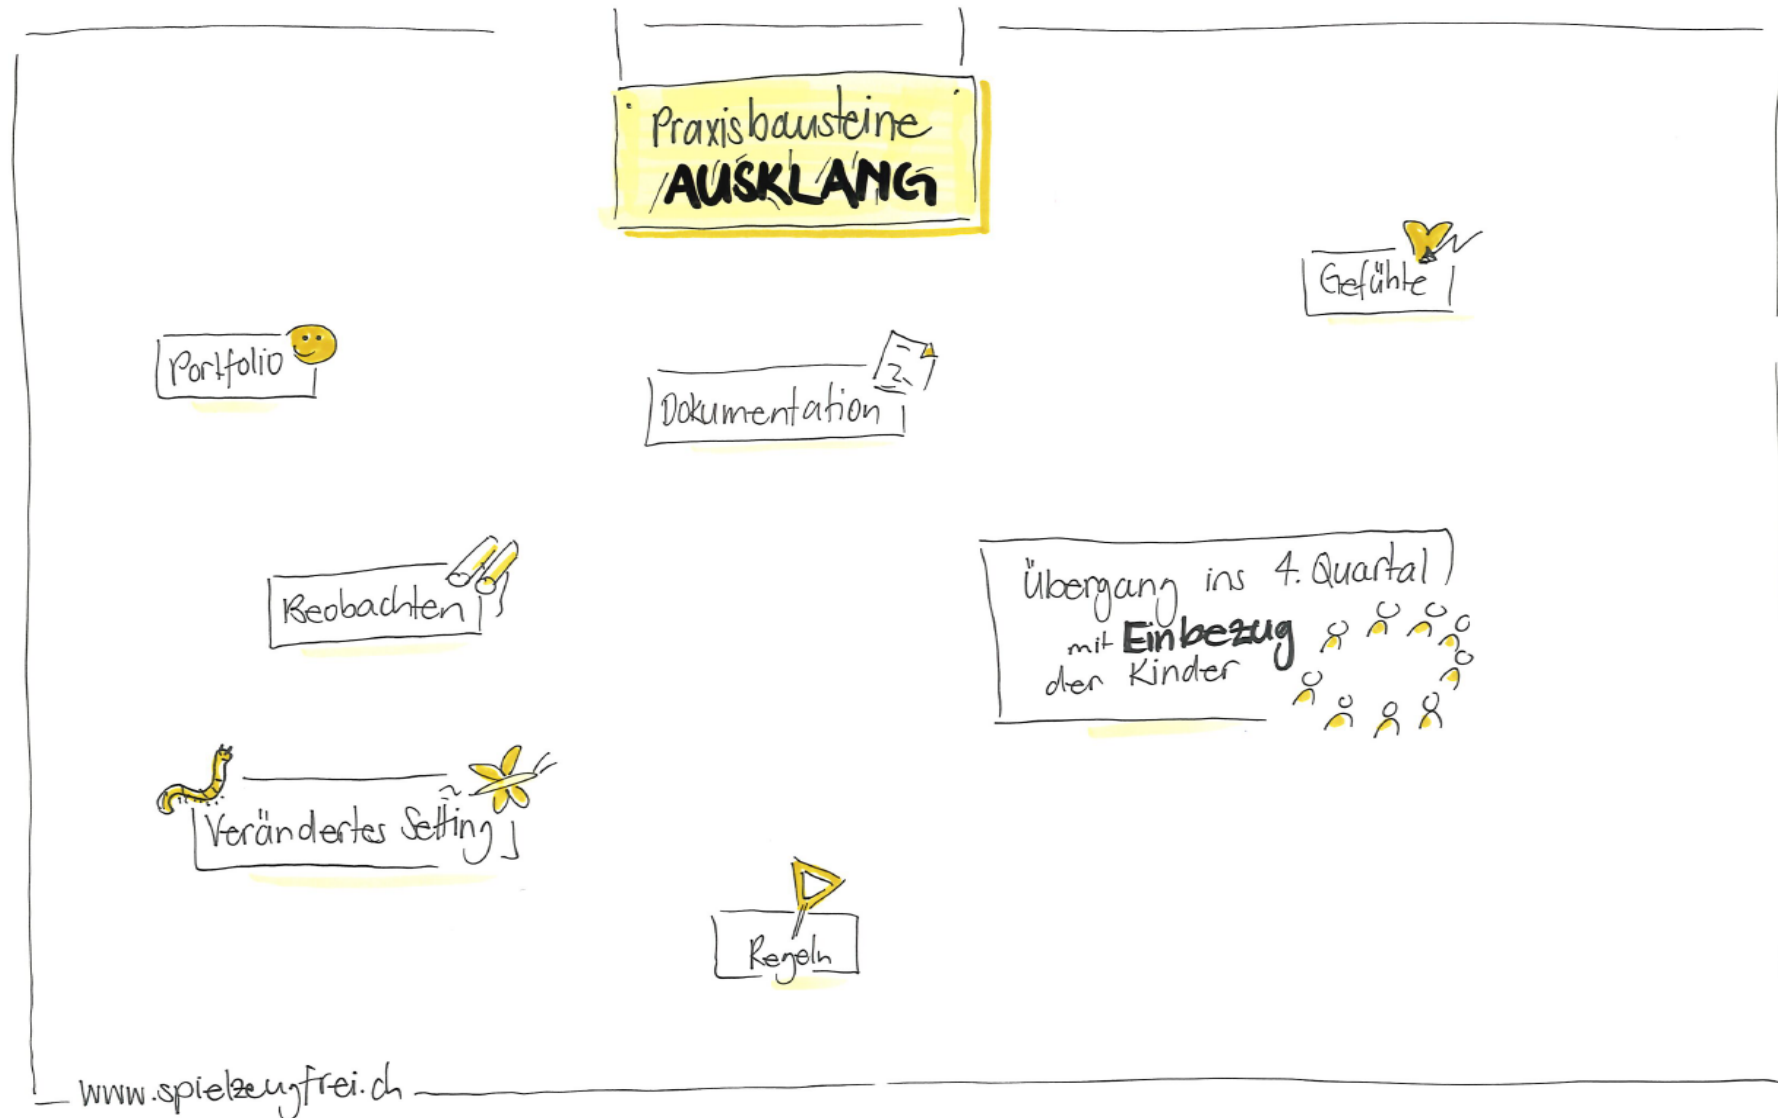 Praxisbausteine
AUSKLANG
Gefühle
Portfolio
Dokumentation
Beobachten
Übergang ins 4. Quartal
mit Einbezug
der Kinder
Verändertes Setting
Regeln
www.spielzeugfrei.ch